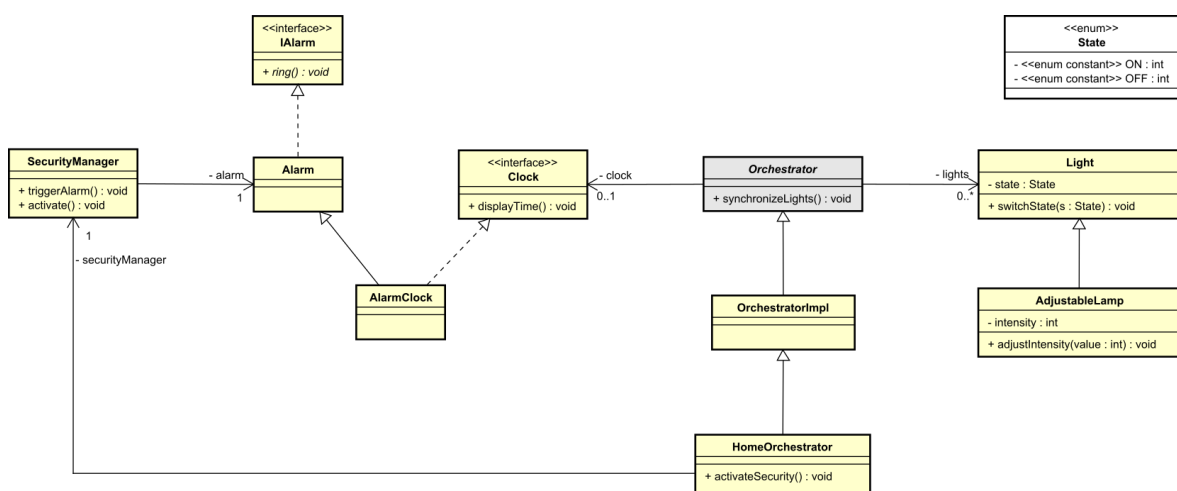 <<interface>>
IAlarm
+ ring() : void
<<enum>>
State
- <<enum constant>> ON : int
- <<enum constant>> OFF : int
SecurityManager
+ triggerAlarm() : void
+ activate() : void
- alarm
1
Alarm
<<interface>>
Clock
+ displayTime() : void
- clock
0..1
Orchestrator
+ synchronizeLights() : void
- lights
0..*
Light
- state : State
+ switchState(s : State) : void
1
- securityManager
AlarmClock
OrchestratorImpl
AdjustableLamp
- intensity : int
+ adjustIntensity(value : int) : void
HomeOrchestrator
+ activateSecurity() : void